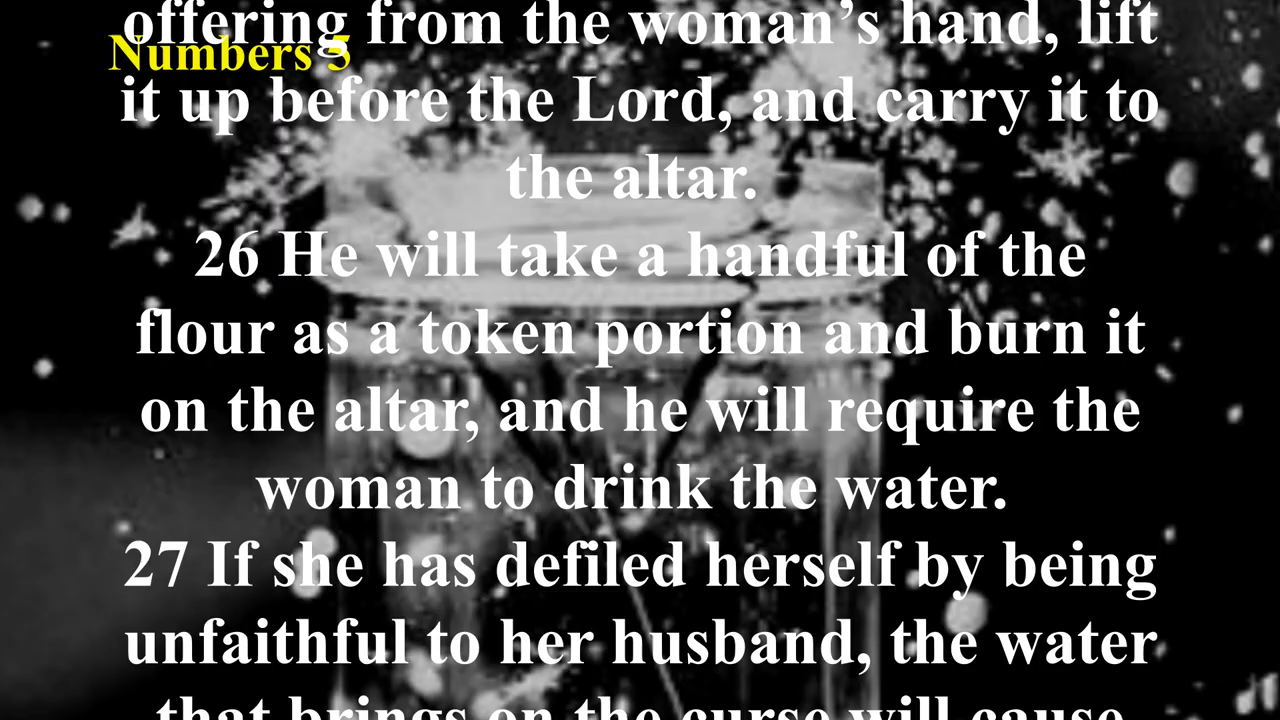 offering from the woman’s hand, lift
Numbers 5
it up before the Lord, and carry it to
the altar.
26 He will take a handful of the
flour as a token portion and burn it
on the altar, and he will require the
woman to drink the water.
27 If she has defiled herself by being
unfaithful to her husband, the water
that brings on the curse will cause